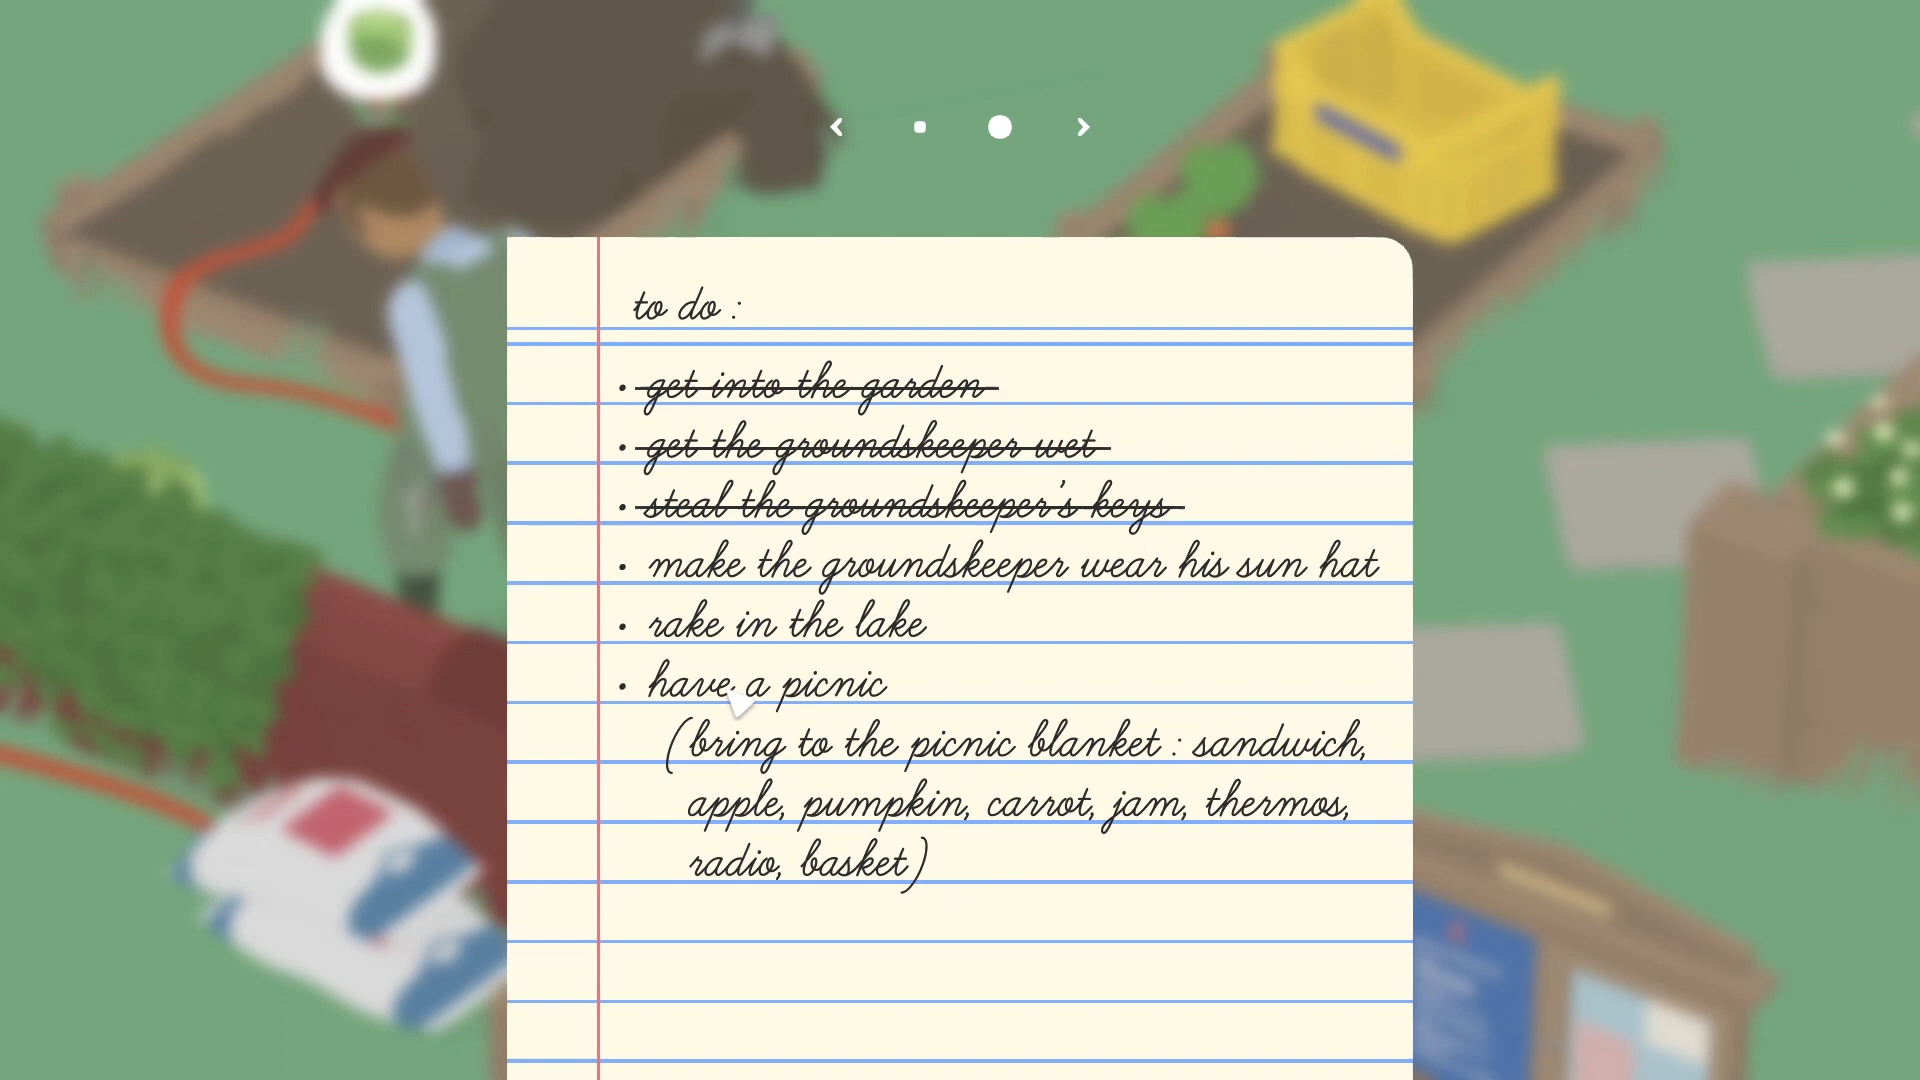 to do :
• get into the garden
• get the groundskeeper wet
• steal the groundskeeper's keys
• make the groundskeeper wear his sun hat
• rake in the lake
• have a picnic
(bring to the picnic blanket : sandwich,
apple, pumpkin, carrot, jam, thermos,
radio, basket)